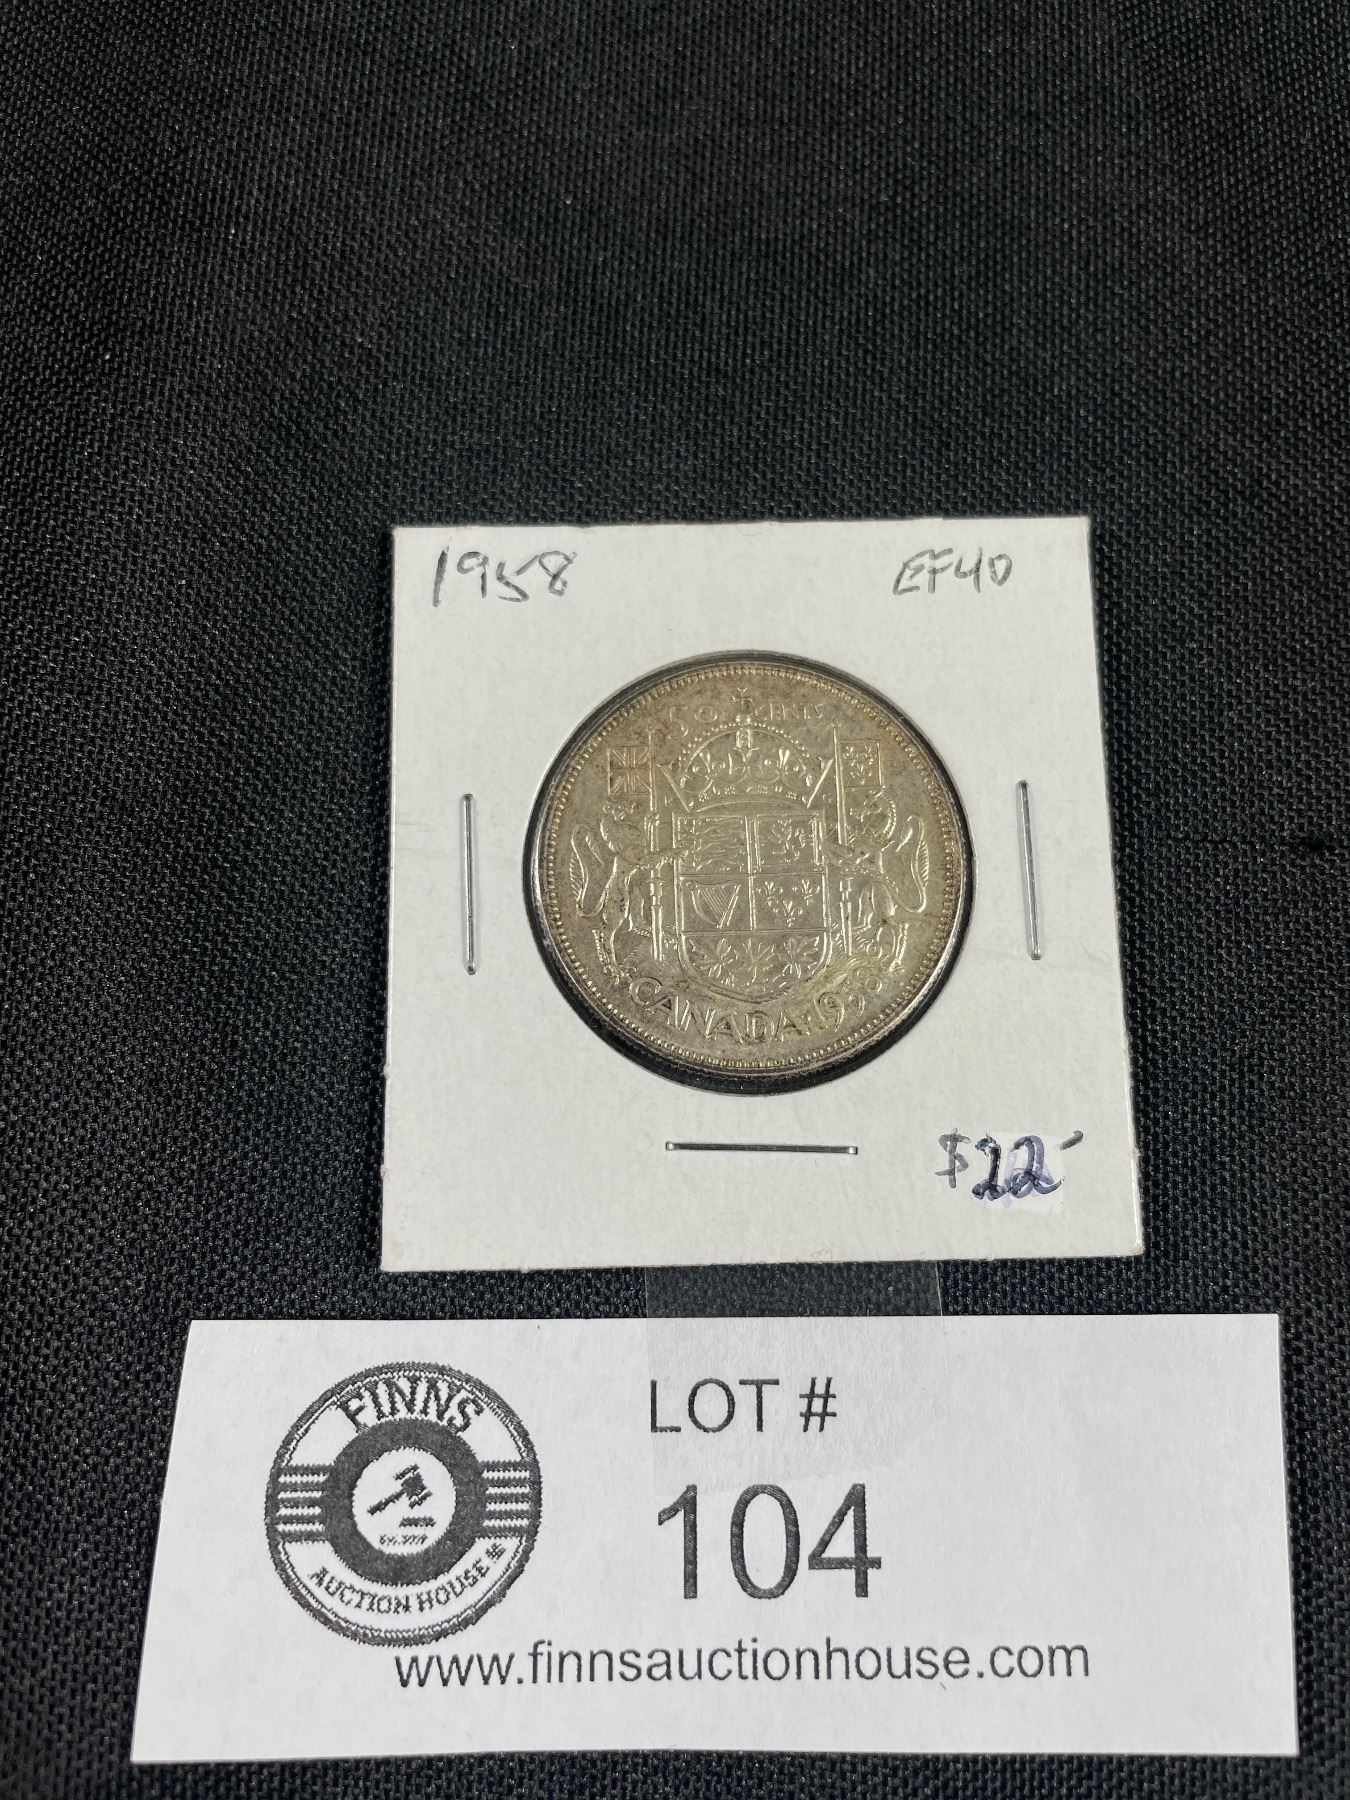 1958
EF40
50 CENTS
CANADA·1958
$22
FINNS
AUCTION HOUSE
LOT #
104
www.finnsauctionhouse.com